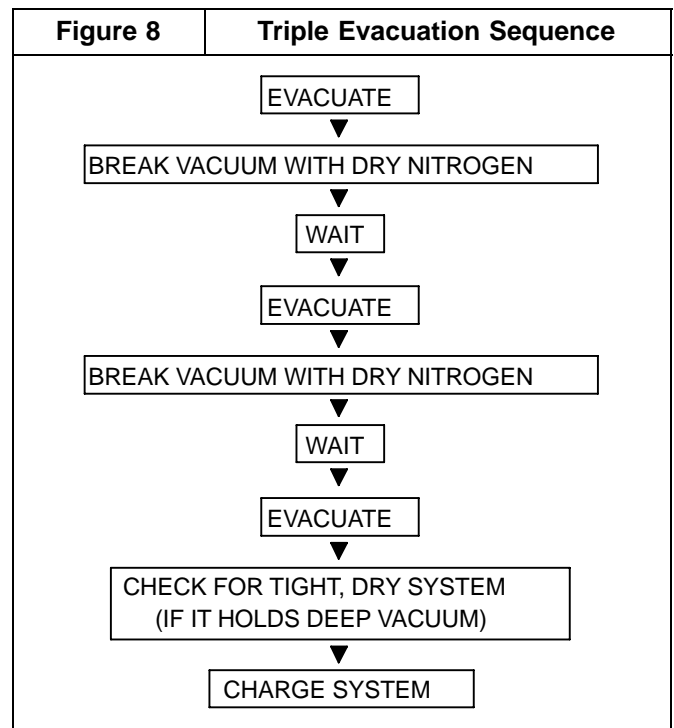 Figure 8
Triple Evacuation Sequence
EVACUATE
BREAK VACUUM WITH DRY NITROGEN
WAIT
EVACUATE
BREAK VACUUM WITH DRY NITROGEN
WAIT
EVACUATE
CHECK FOR TIGHT, DRY SYSTEM
(IF IT HOLDS DEEP VACUUM)
CHARGE SYSTEM